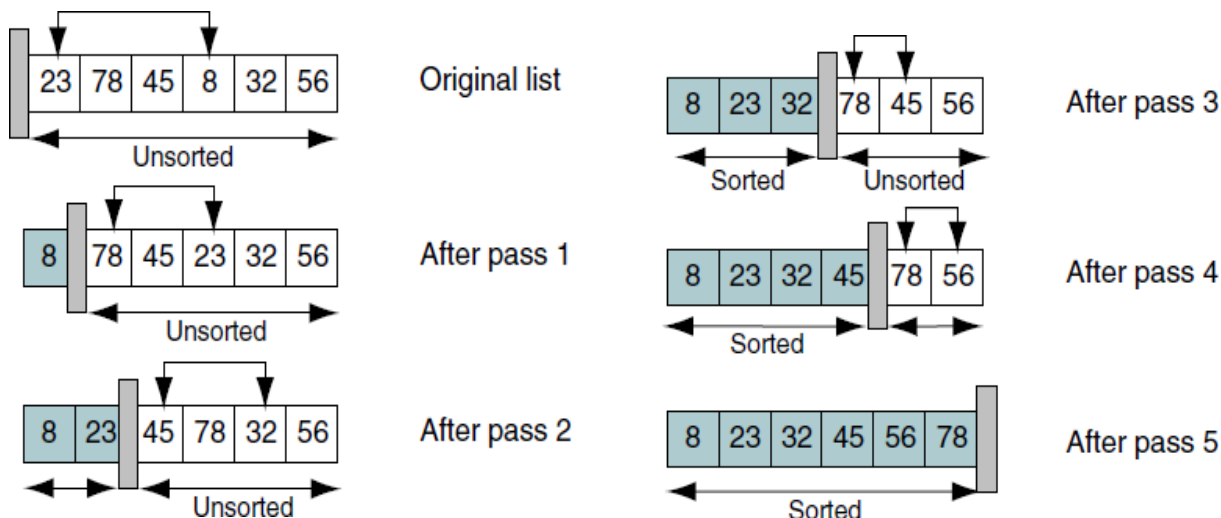 23 78 45 8 32 56 Original list
Unsorted
8 78 45 23 32 56 After pass 1
Unsorted
8 23 45 78 32 56 After pass 2
Unsorted
8 23 32 78 45 56 After pass 3
Sorted Unsorted
8 23 32 45 78 56 After pass 4
Sorted
8 23 32 45 56 78 After pass 5
Sorted